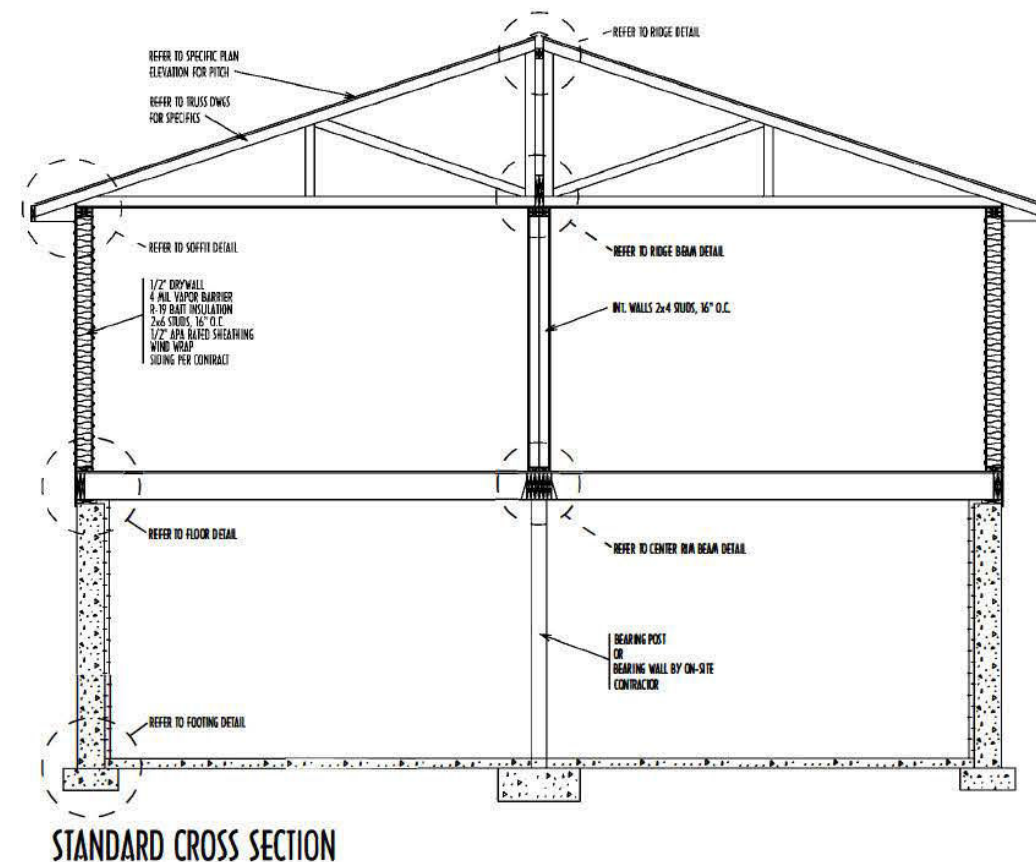 REFER TO RIDGE DETAIL
REFER TO SPECIFIC PLAN
ELEVATION FOR PITCH
REFER TO TRUSS DWGS
FOR SPECIFICS
REFER TO SOFFIT DETAIL
REFER TO RIDGE BEAM DETAIL
1/2" DRYWALL
4 MIL VAPOR BARRIER
R-19 BATT INSULATION
2x6 STUDS, 16" O.C.
1/2" APA RATED SHEATHING
WIND WRAP
SIDING PER CONTRACT
INT. WALLS 2x4 STUDS, 16" O.C.
REFER TO FLOOR DETAIL
REFER TO CENTER RIM BEAM DETAIL
BEARING POST
OR
BEARING WALL BY ON-SITE
CONTRACTOR
REFER TO FOOTING DETAIL
STANDARD CROSS SECTION